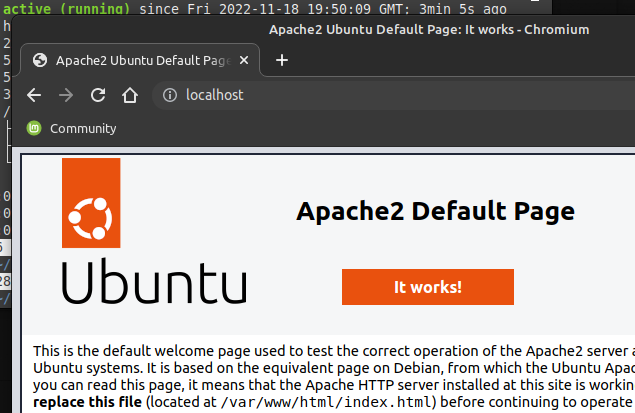 active (running) since Fri 2022-11-18 19:50:09 GMT; 3min 5s ago
Apache2 Ubuntu Default Page: It works - Chromium
Apache2 Ubuntu Default Page
localhost
Community
Apache2 Default Page
Ubuntu
It works!
This is the default welcome page used to test the correct operation of the Apache2 server
Ubuntu systems. It is based on the equivalent page on Debian, from which the Ubuntu
you can read this page, it means that the Apache HTTP server installed at this site is
replace this file (located at /var/www/html/index.html) before continuing to operate